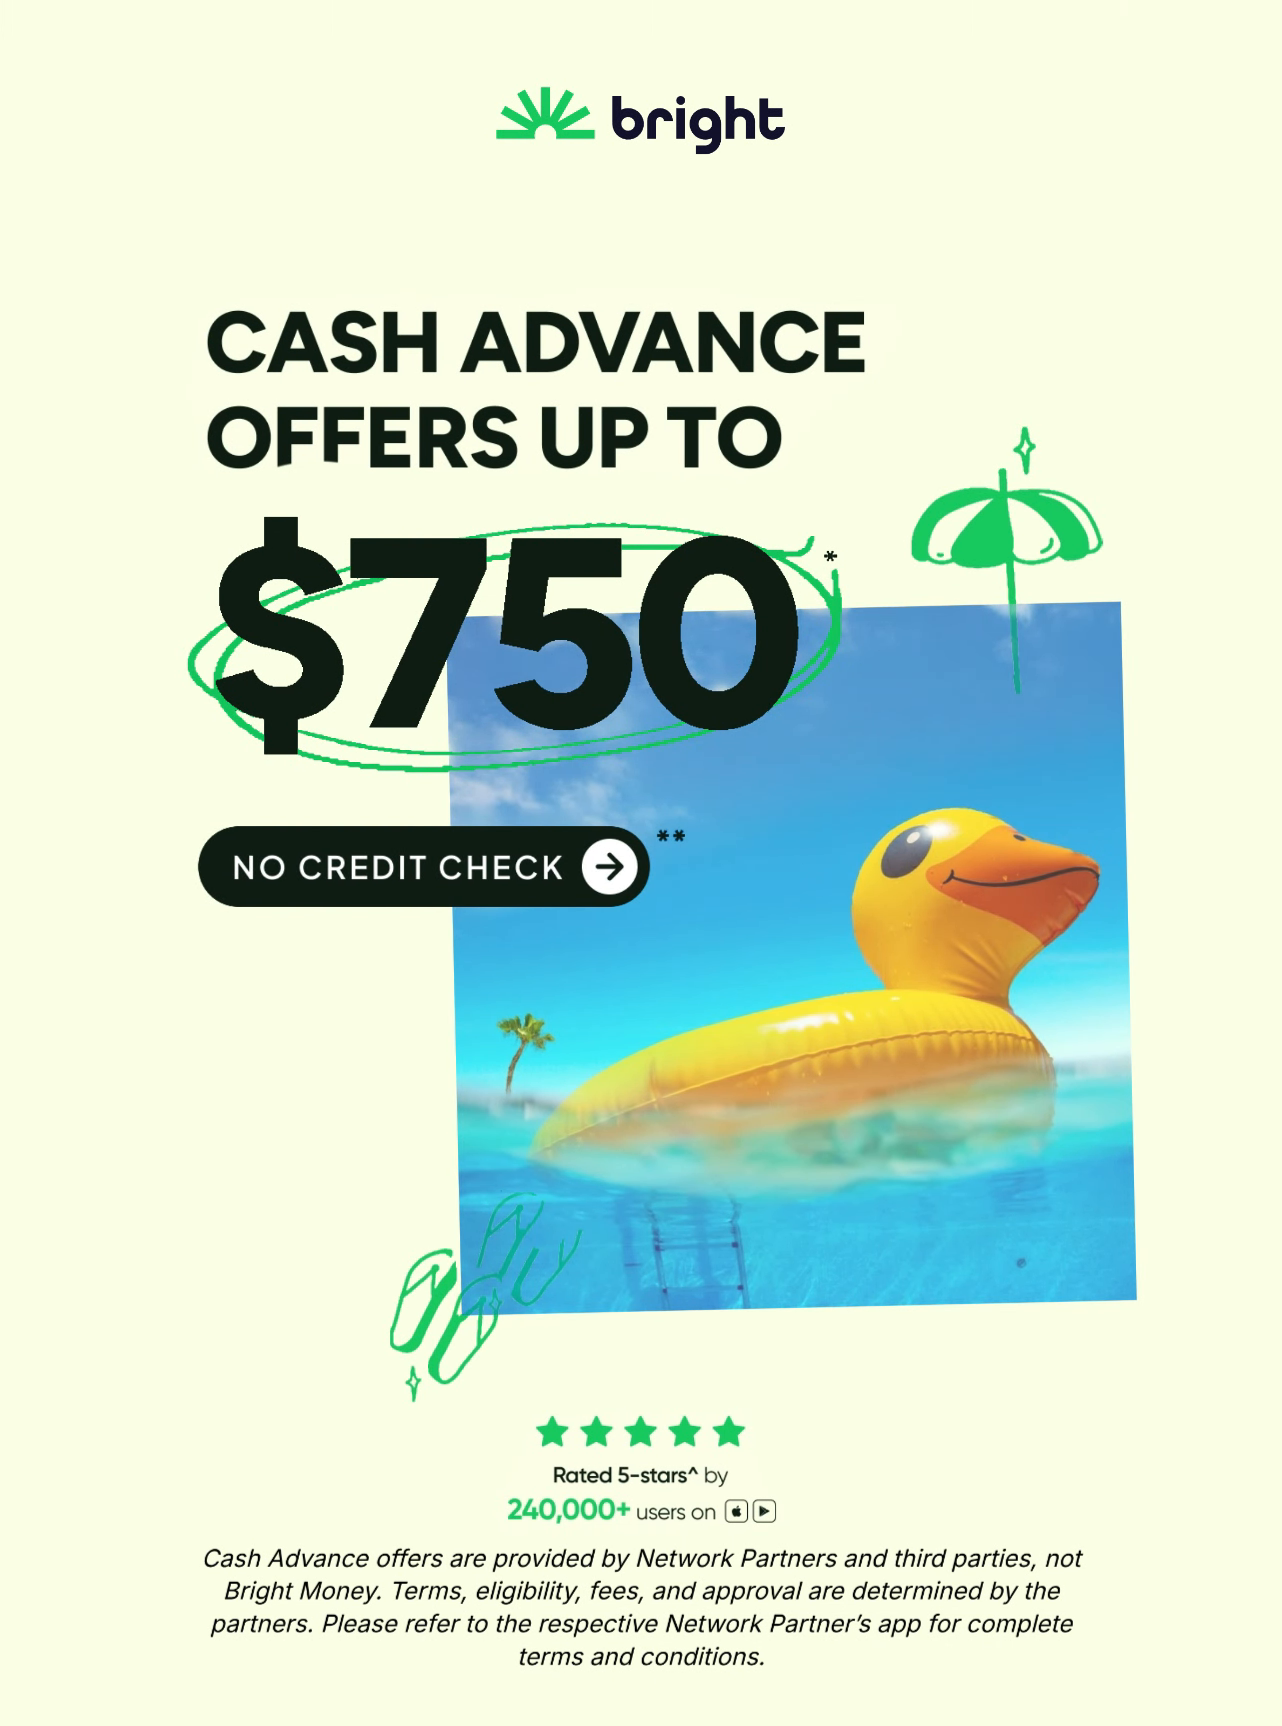 bright
CASH ADVANCE
OFFERS UP TO
$750*
NO CREDIT CHECK **
Rated 5-stars^ by
240,000+ users on
Cash Advance offers are provided by Network Partners and third parties, not
Bright Money. Terms, eligibility, fees, and approval are determined by the
partners. Please refer to the respective Network Partner’s app for complete
terms and conditions.